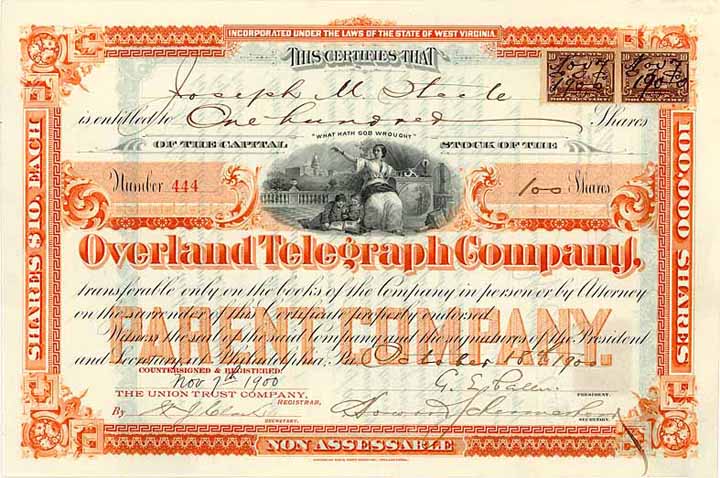 INCORPORATED UNDER THE LAWS OF THE STATE OF WEST VIRGINIA.
THIS CERTIFIES THAT
Joseph M. Steele
is entitled to One hundred Shares
"WHAT HATH GOD WROUGHT"
OF THE CAPITAL STOCK OF THE
Number 444 100 Shares
Overland Telegraph Company,
transferable only on the books of the Company in person or by Attorney
on the surrender of this Certificate properly endorsed.
PARENT COMPANY.
Witness the seal of the said Company and the signatures of the President
and Secretary, at Philadelphia, Pa. October 18th 1900
COUNTERSIGNED & REGISTERED
Nov 7th 1900
THE UNION TRUST COMPANY,
REGISTRAR,
PRESIDENT.
By
SECRETARY.
SECRETARY.
NON ASSESSABLE
SHARES $10. EACH
100,000 SHARES
10 10
10 10